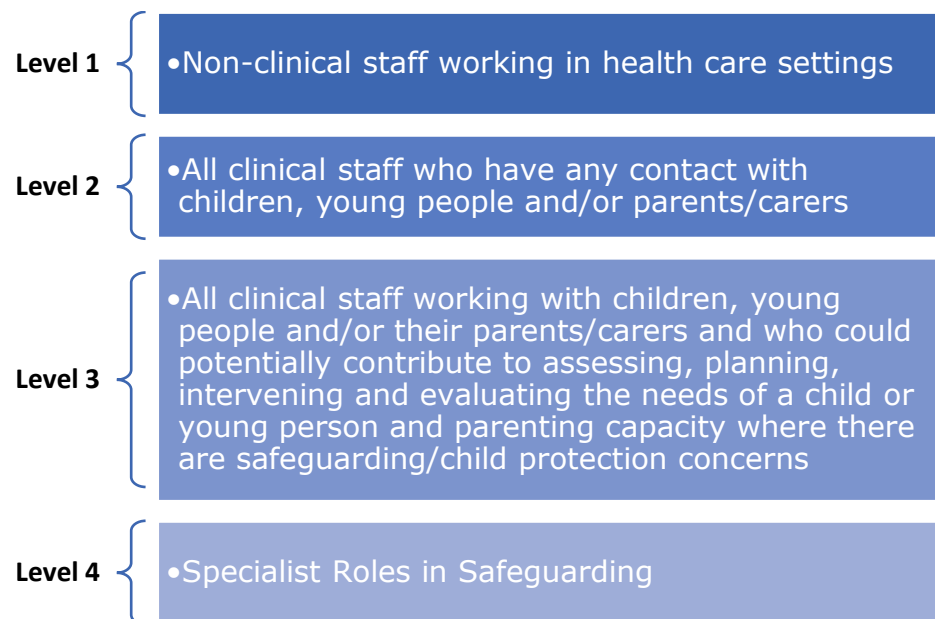 Level 1
•Non-clinical staff working in health care settings
Level 2
•All clinical staff who have any contact with
children, young people and/or parents/carers
Level 3
•All clinical staff working with children, young
people and/or their parents/carers and who could
potentially contribute to assessing, planning,
intervening and evaluating the needs of a child or
young person and parenting capacity where there
are safeguarding/child protection concerns
Level 4
•Specialist Roles in Safeguarding